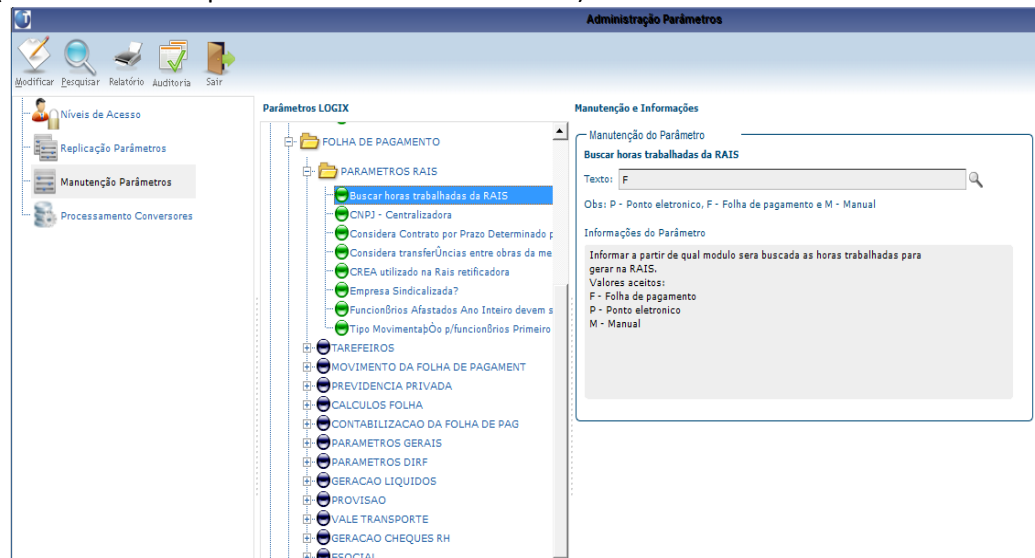 Administração Parâmetros
Modificar Pesquisar Relatório Auditoria Sair
Níveis de Acesso
Replicação Parâmetros
Manutenção Parâmetros
Processamento Conversores
Parâmetros LOGIX
FOLHA DE PAGAMENTO
PARAMETROS RAIS
Buscar horas trabalhadas da RAIS
CNPJ - Centralizadora
Considera Contrato por Prazo Determinado p
Considera transferÛncias entre obras da me
CREA utilizado na Rais retificadora
Empresa Sindicalizada?
Funcionßrios Afastados Ano Inteiro devem s
Tipo MovimentaþÒo p/funcionßrios Primeiro
TAREFEIROS
MOVIMENTO DA FOLHA DE PAGAMENT
PREVIDENCIA PRIVADA
CALCULOS FOLHA
CONTABILIZACAO DA FOLHA DE PAG
PARAMETROS GERAIS
PARAMETROS DIRF
GERACAO LIQUIDOS
PROVISAO
VALE TRANSPORTE
GERACAO CHEQUES RH
ESOCIAL
Manutenção e Informações
Manutenção do Parâmetro
Buscar horas trabalhadas da RAIS
Texto: F
Obs: P - Ponto eletronico, F - Folha de pagamento e M - Manual
Informações do Parâmetro
Informar a partir de qual modulo sera buscada as horas trabalhadas para
gerar na RAIS.
Valores aceitos:
F - Folha de pagamento
P - Ponto eletronico
M - Manual